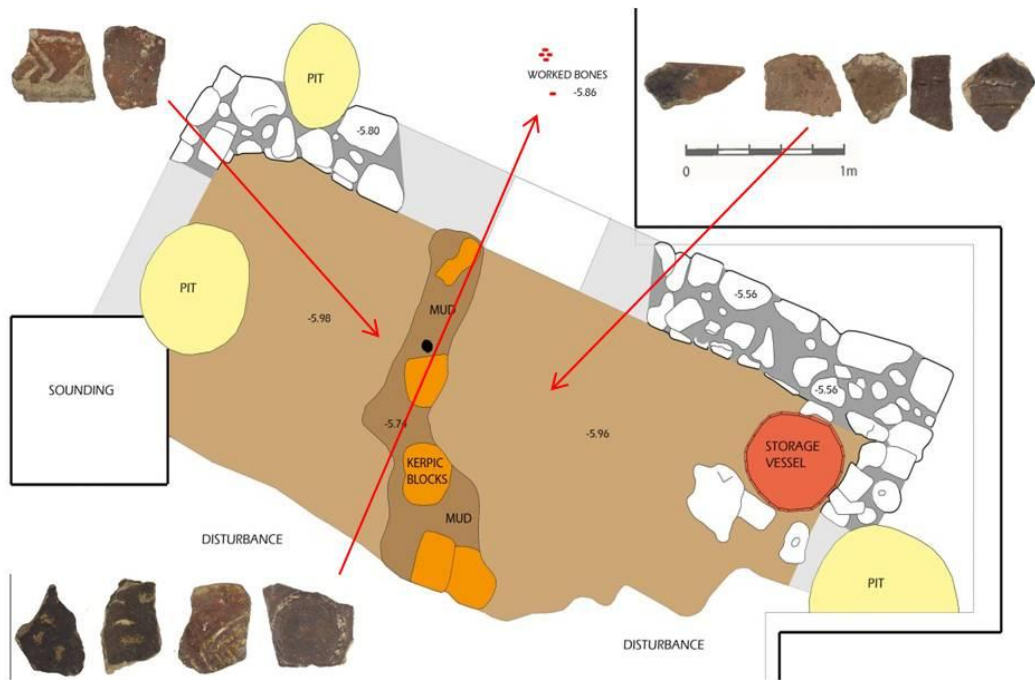 PIT
WORKED BONES
-5.86
-5.80
0
1m
PIT
MUD
-5.56
-5.98
SOUNDING
-5.56
-5.96
STORAGE
VESSEL
KERPIC
BLOCKS
MUD
DISTURBANCE
PIT
DISTURBANCE